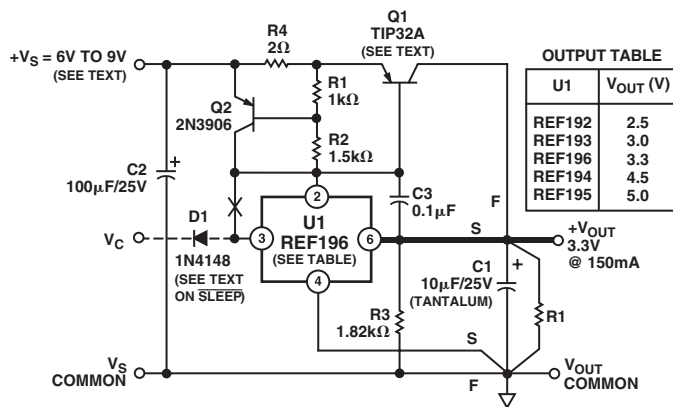 +VS = 6V TO 9V
(SEE TEXT)
R4
2Ω
Q1
TIP32A
(SEE TEXT)
R1
1kΩ
Q2
2N3906
R2
1.5kΩ
C2
100µF/25V
+
C3
0.1µF
F
S
VC
D1
1N4148
(SEE TEXT
ON SLEEP)
2
3
U1
REF196
(SEE TABLE)
6
4
+VOUT
3.3V
@ 150mA
C1
10µF/25V
(TANTALUM)
+
R1
R3
1.82kΩ
S
F
VS
COMMON
VOUT
COMMON
OUTPUT TABLE
U1 VOUT (V)
REF192 2.5
REF193 3.0
REF196 3.3
REF194 4.5
REF195 5.0